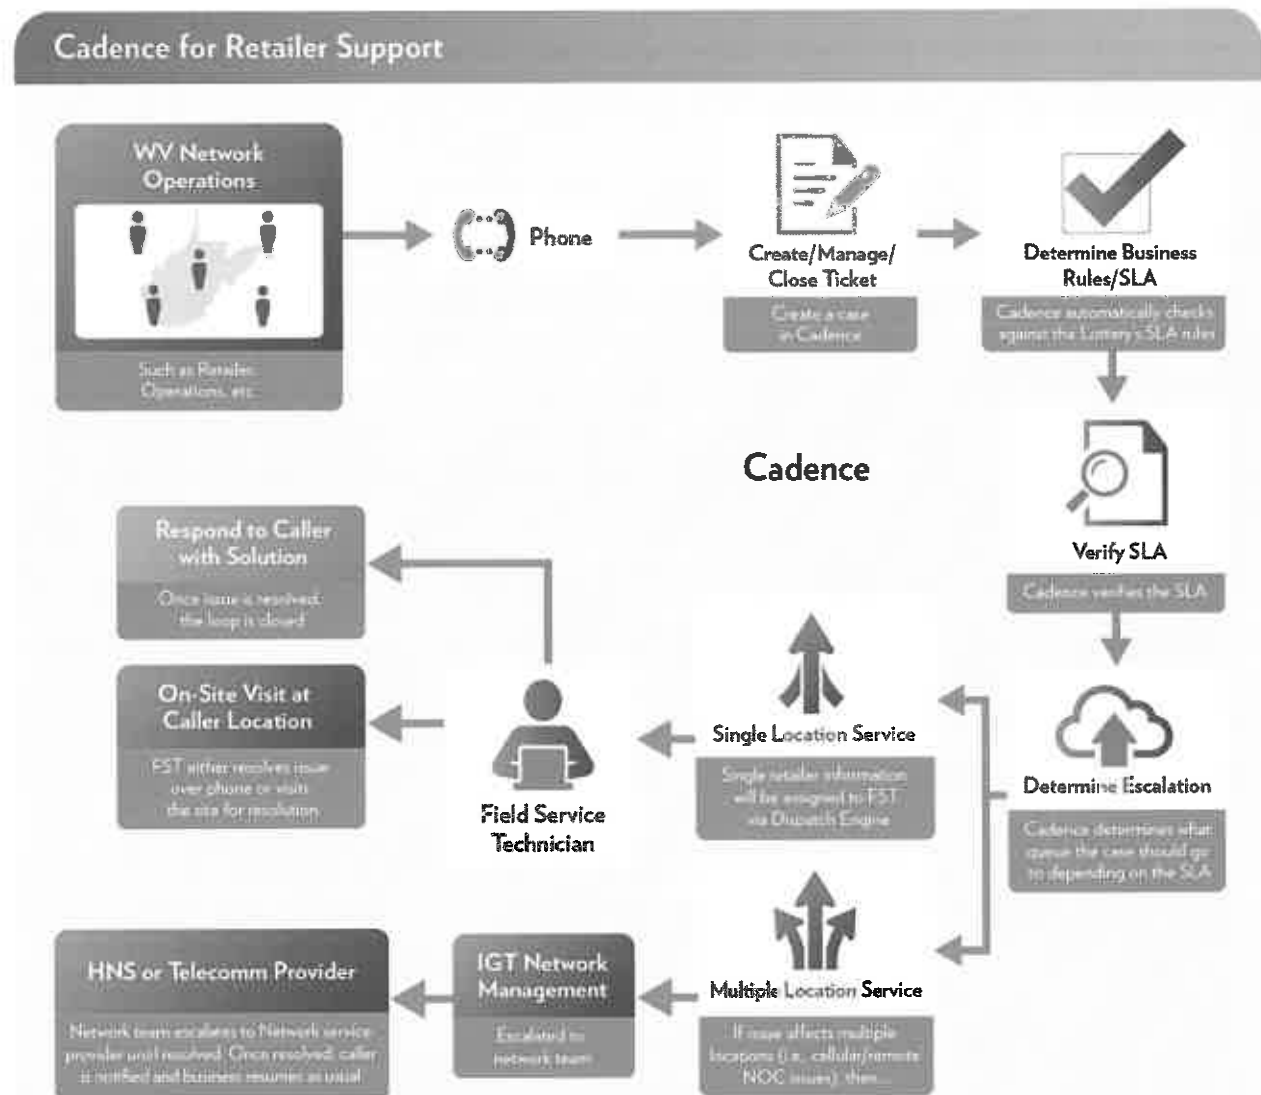 Cadence for Retailer Support
WV Network
Operations
Such as Retailer
Operations, etc.
Phone
Create/Manage/
Close Ticket
Create a case
in Cadence
Determine Business
Rules/SLA
Cadence automatically checks
against the Lottery's SLA rules
Cadence
Verify SLA
Cadence verifies the SLA
Determine Escalation
Cadence determines what
queue the case should go
to depending on the SLA
Single Location Service
Single retailer information
will be assigned to FST
via Dispatch Engine
Field Service
Technician
Respond to Caller
with Solution
Once issue is resolved,
the loop is closed
On-Site Visit at
Caller Location
FST either resolves issue
over phone or visits
the site for resolution
Multiple Location Service
If issue affects multiple
locations (i.e., cellular/remote
NOC issues), then...
IGT Network
Management
Escalated to
network team
HNS or Telecomm Provider
Network team escalates to Network service
provider until resolved. Once resolved, caller
is notified and business resumes as usual